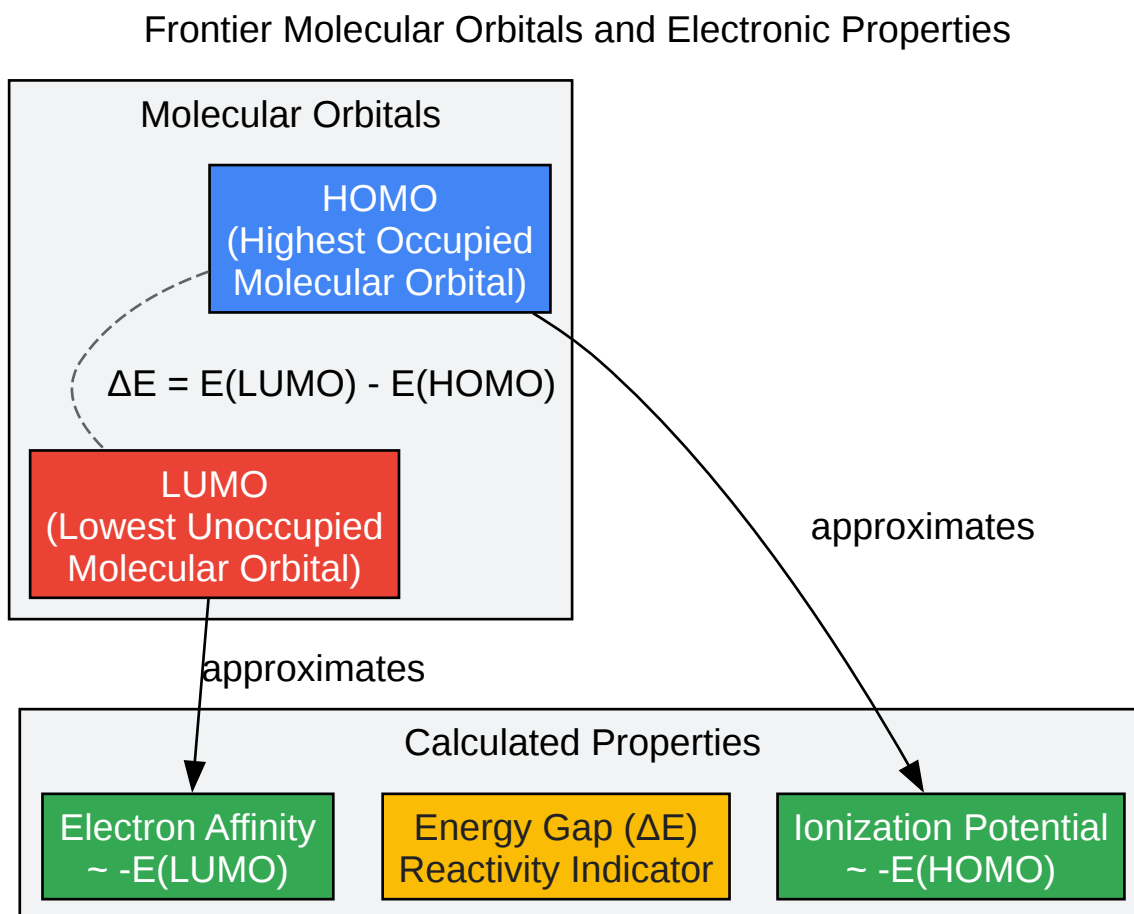 Frontier Molecular Orbitals and Electronic Properties
Molecular Orbitals
HOMO
(Highest Occupied
Molecular Orbital)
ΔE = E(LUMO) - E(HOMO)
LUMO
(Lowest Unoccupied
Molecular Orbital)
approximates
approximates
Calculated Properties
Electron Affinity
~ -E(LUMO)
Energy Gap (ΔE)
Reactivity Indicator
Ionization Potential
~ -E(HOMO)